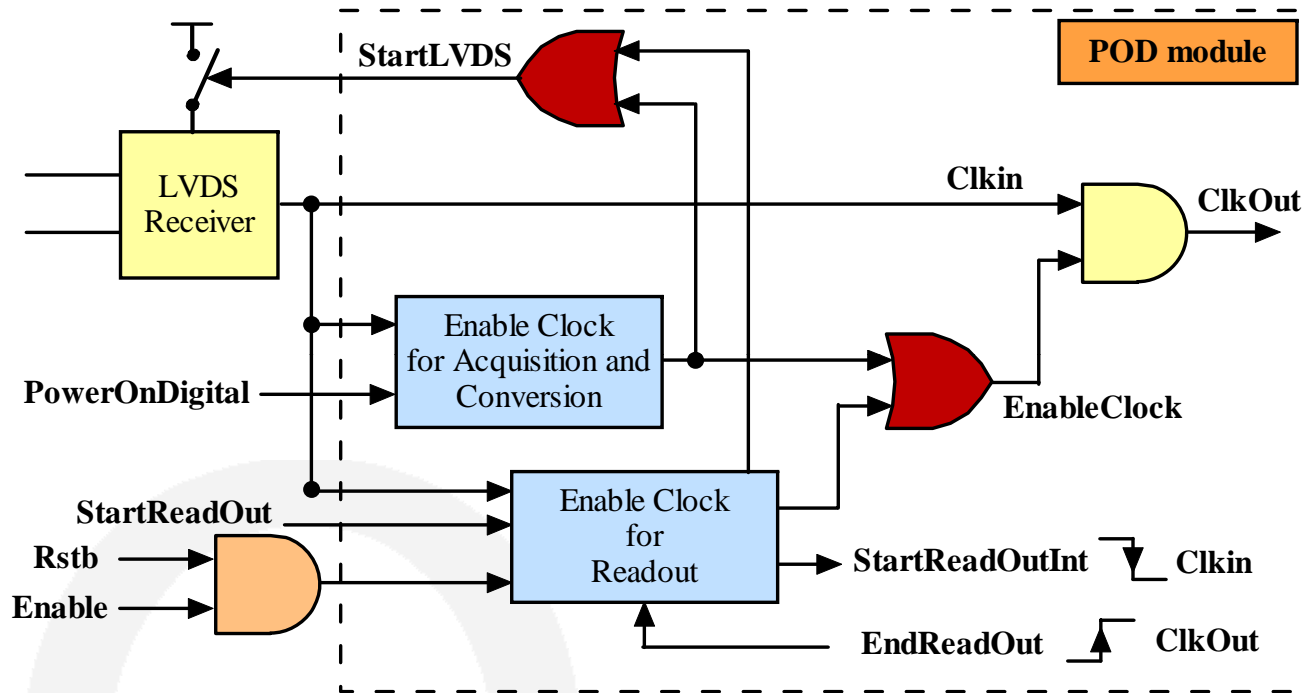 POD module
StartLVDS
LVDS
Receiver
Clkin
ClkOut
Enable Clock
for Acquisition and
Conversion
PowerOnDigital
EnableClock
StartReadOut
Enable Clock
for
Readout
Rstb
Enable
StartReadOutInt
Clkin
EndReadOut
ClkOut